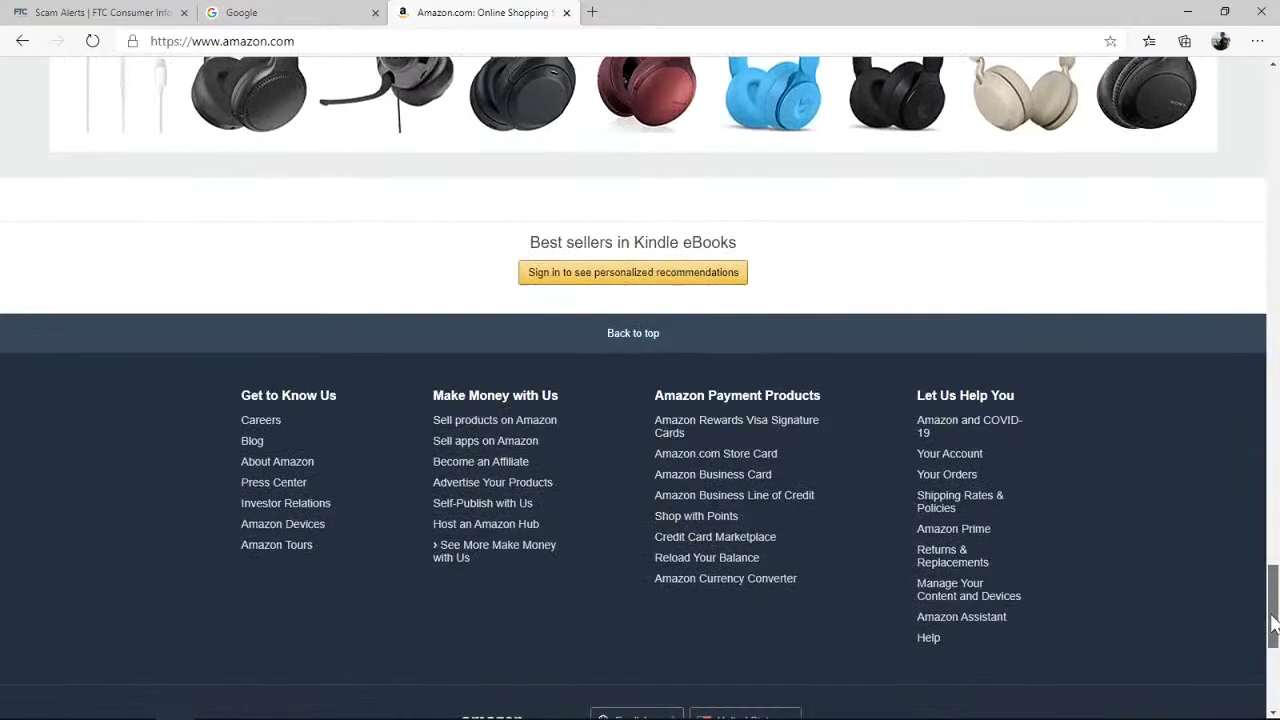 Scam Alerts | FTC Consumer Info
Google
Amazon.com: Online Shopping
https://www.amazon.com
SONY
Best sellers in Kindle eBooks
Sign in to see personalized recommendations
Back to top
Get to Know Us
Careers
Blog
About Amazon
Press Center
Investor Relations
Amazon Devices
Amazon Tours
Make Money with Us
Sell products on Amazon
Sell apps on Amazon
Become an Affiliate
Advertise Your Products
Self-Publish with Us
Host an Amazon Hub
› See More Make Money
with Us
Amazon Payment Products
Amazon Rewards Visa Signature
Cards
Amazon.com Store Card
Amazon Business Card
Amazon Business Line of Credit
Shop with Points
Credit Card Marketplace
Reload Your Balance
Amazon Currency Converter
Let Us Help You
Amazon and COVID-
19
Your Account
Your Orders
Shipping Rates &
Policies
Amazon Prime
Returns &
Replacements
Manage Your
Content and Devices
Amazon Assistant
Help
amazon